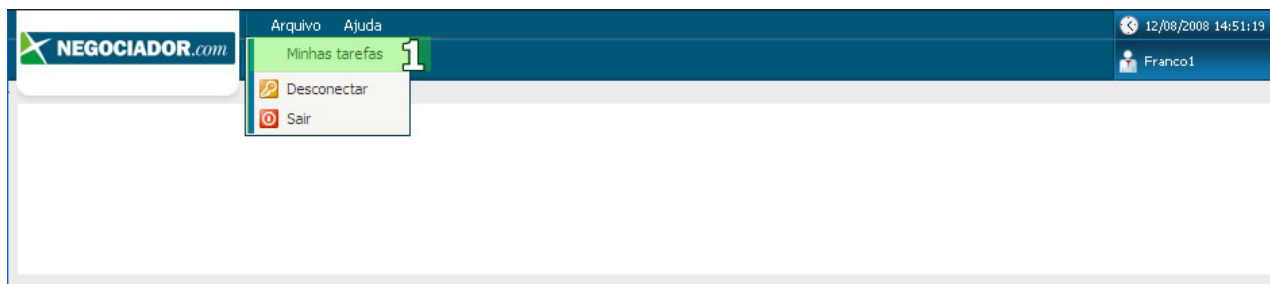 Arquivo Ajuda
12/08/2008 14:51:19
NEGOCIADOR.com
Minhas tarefas 1
Franco1
Desconectar
Sair